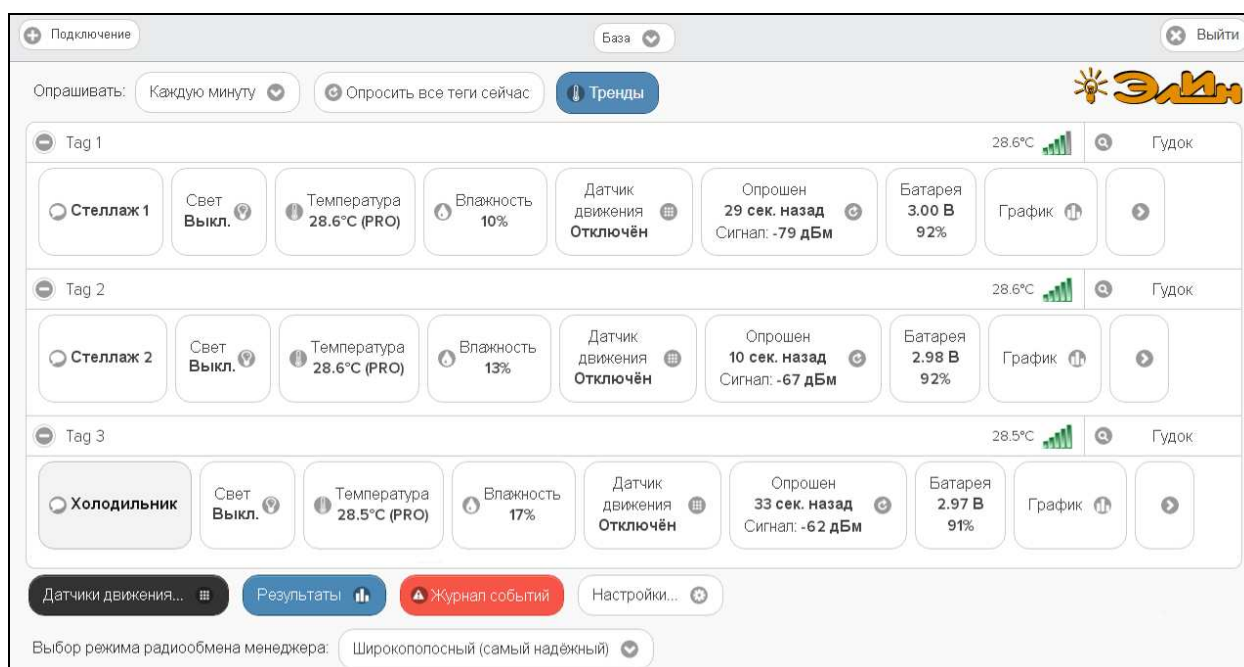 Подключение
База
Выйти
Опрашивать:
Каждую минуту
Опросить все теги сейчас
Тренды
ЭлИн
Tag 1
28.6°C
Гудок
Стеллаж 1
Свет
Выкл.
Температура
28.6°C (PRO)
Влажность
10%
Датчик
движения
Отключён
Опрошен
29 сек. назад
Сигнал: -79 дБм
Батарея
3.00 В
92%
График
Tag 2
28.6°C
Гудок
Стеллаж 2
Свет
Выкл.
Температура
28.6°C (PRO)
Влажность
13%
Датчик
движения
Отключён
Опрошен
10 сек. назад
Сигнал: -67 дБм
Батарея
2.98 В
92%
График
Tag 3
28.5°C
Гудок
Холодильник
Свет
Выкл.
Температура
28.5°C (PRO)
Влажность
17%
Датчик
движения
Отключён
Опрошен
33 сек. назад
Сигнал: -62 дБм
Батарея
2.97 В
91%
График
Датчики движения...
Результаты
Журнал событий
Настройки...
Выбор режима радиообмена менеджера:
Широкополосный (самый надёжный)